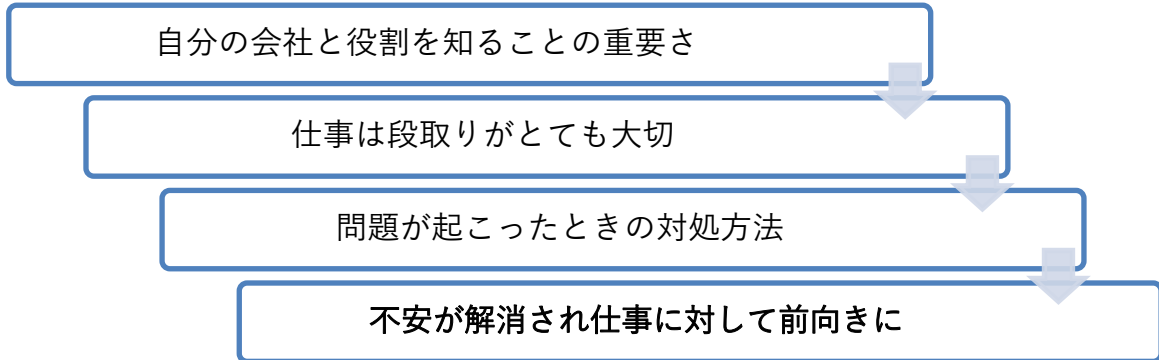 自分の会社と役割を知ることの重要さ
仕事は段取りがとても大切
問題が起こったときの対処方法
不安が解消され仕事に対して前向きに